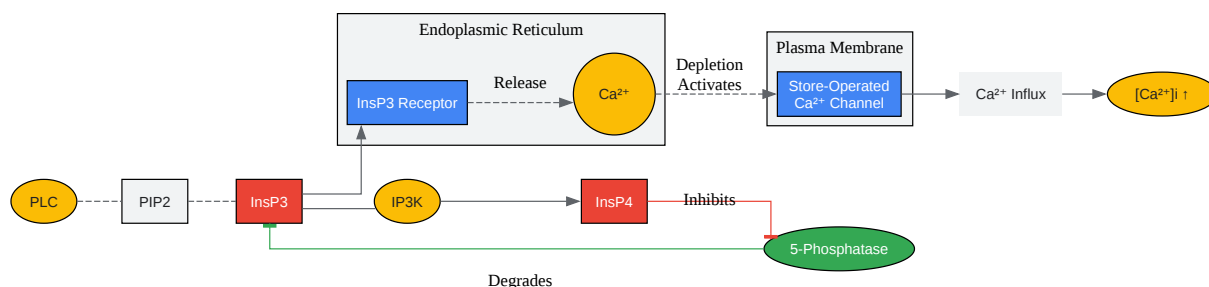 Endoplasmic Reticulum
InsP3 Receptor
Release
Ca²⁺
Depletion
Activates
Plasma Membrane
Store-Operated
Ca²⁺ Channel
Ca²⁺ Influx
[Ca²⁺]i ↑
PLC
PIP2
InsP3
IP3K
InsP4
Inhibits
5-Phosphatase
Degrades